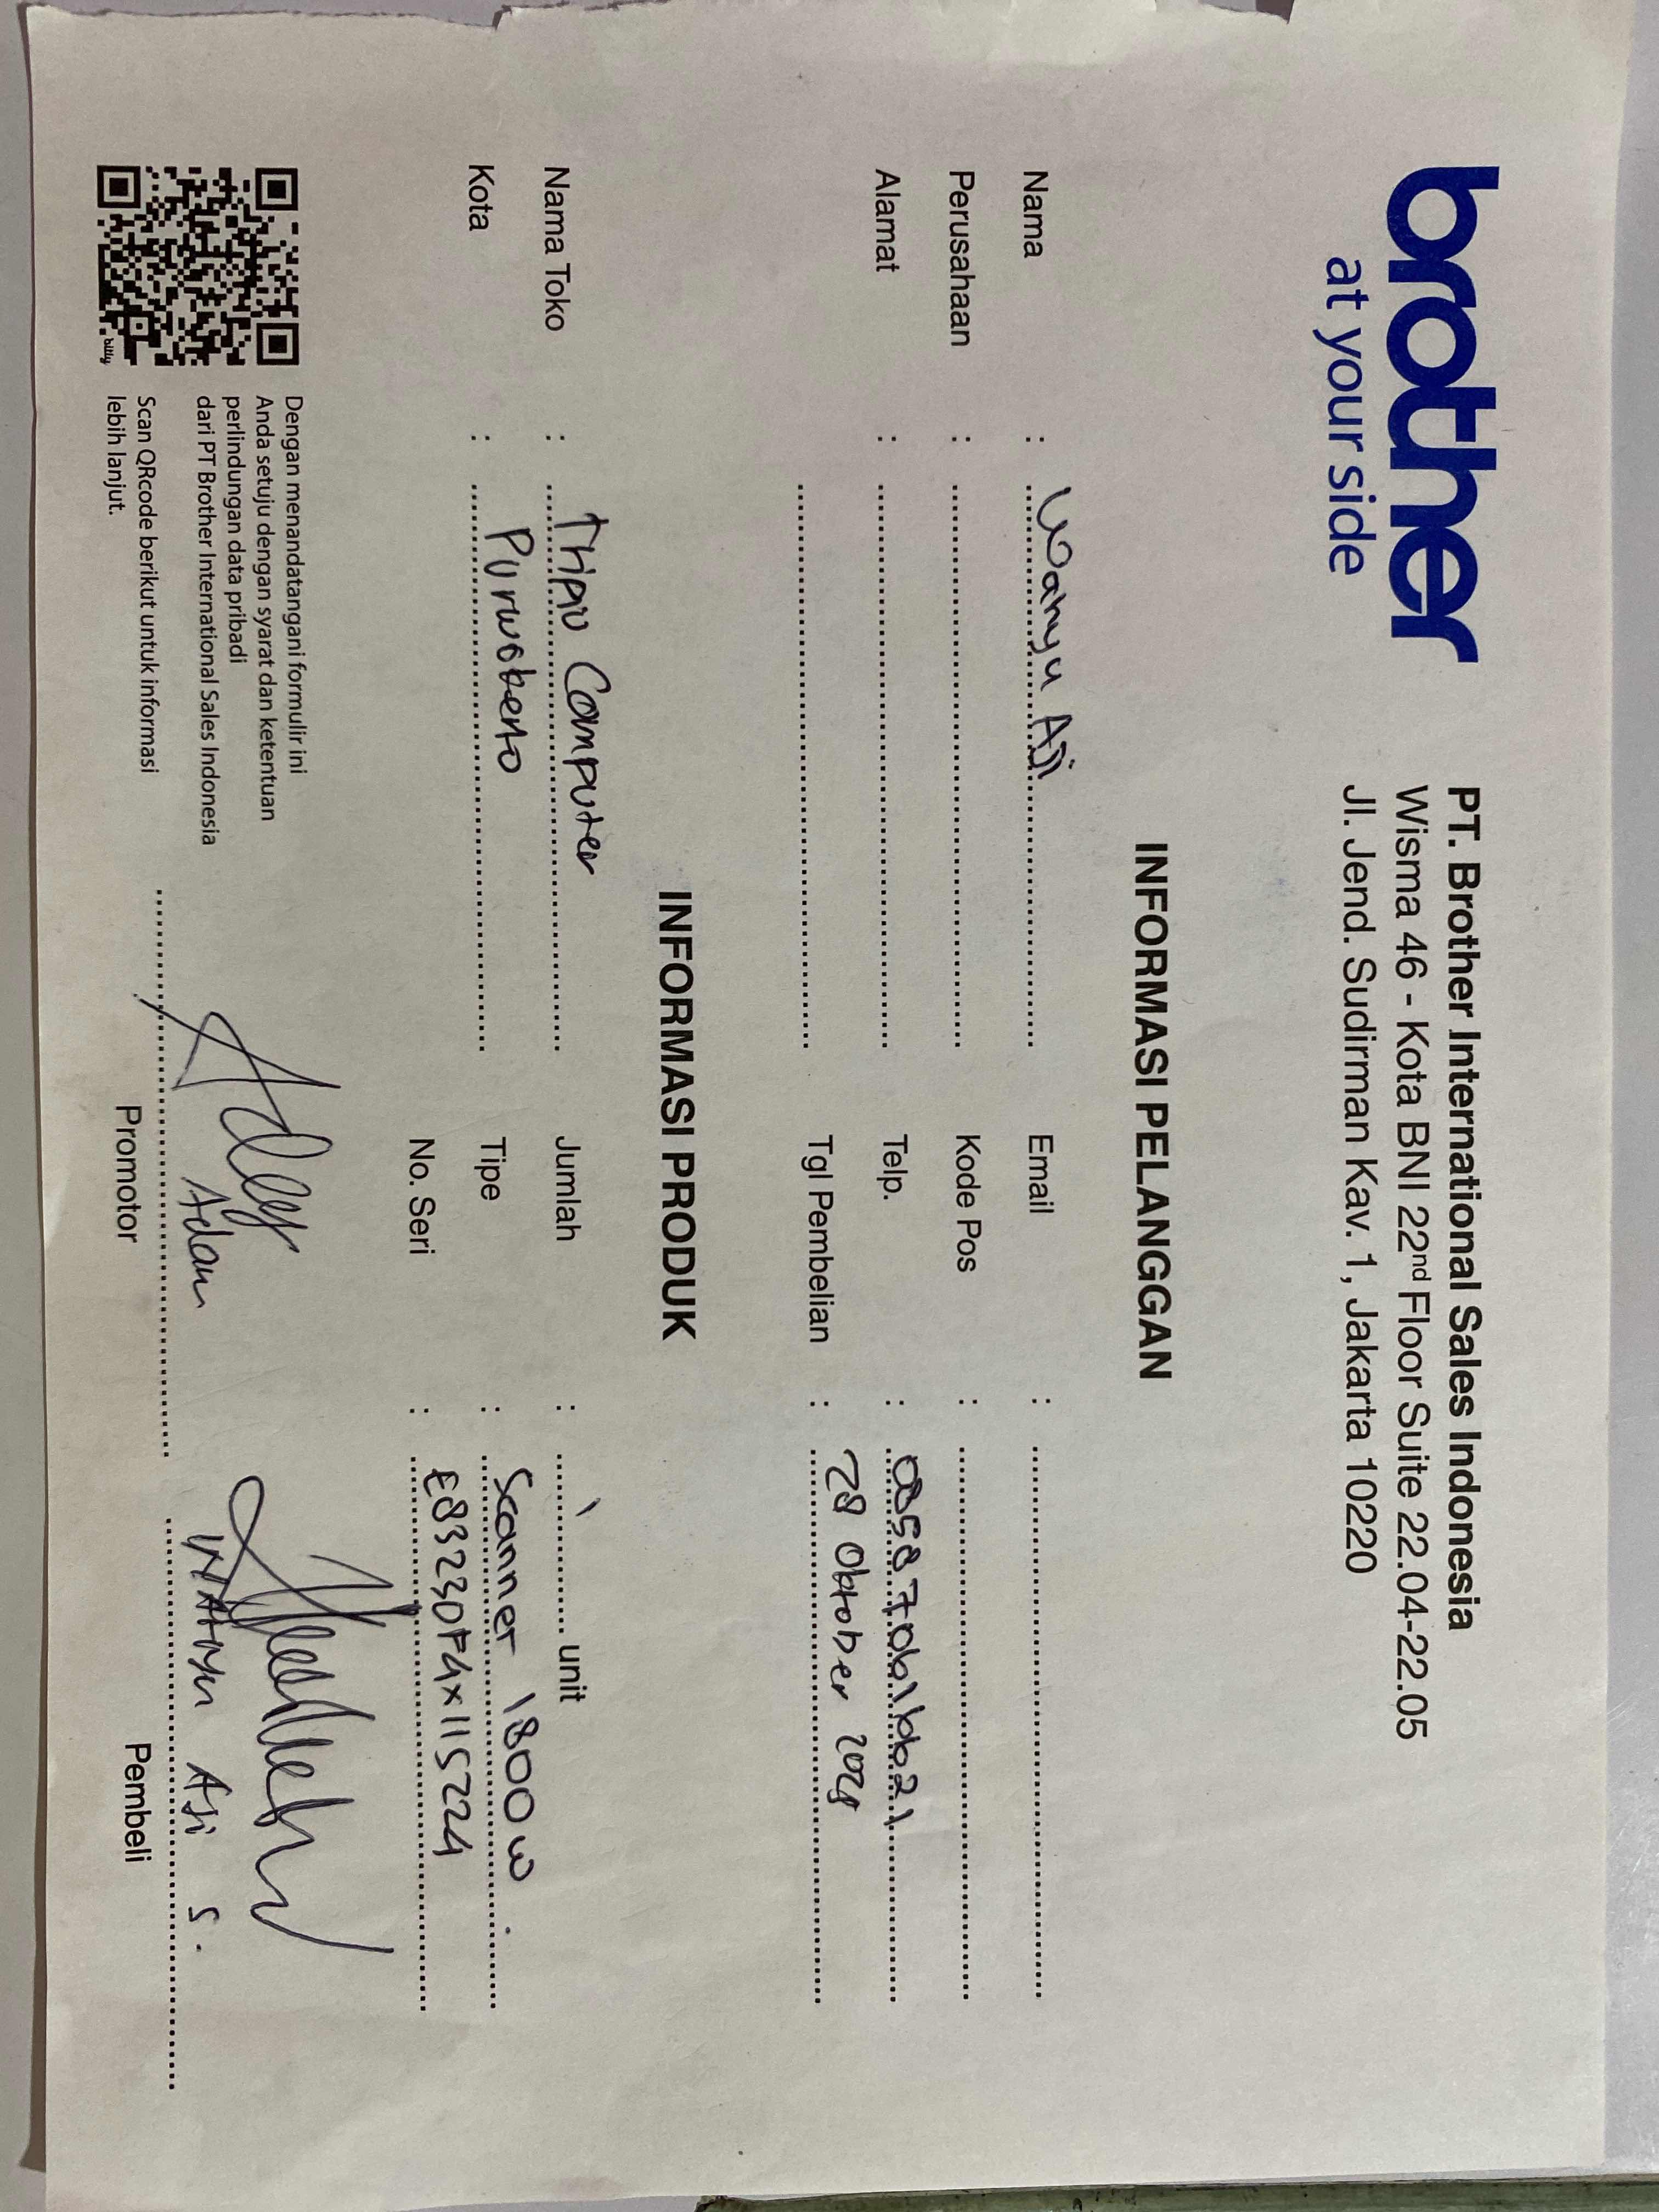 brother
at your side
PT. Brother International Sales Indonesia
Wisma 46 - Kota BNI 22nd Floor Suite 22.04-22.05
Jl. Jend. Sudirman Kav. 1, Jakarta 10220
INFORMASI PELANGGAN
Nama : Wahyu Aji Email :
Perusahaan : Kode Pos :
Alamat : Telp. : 085870616621
Tgl Pembelian : 28 Oktober
INFORMASI PRODUK
Nama Toko : Computer Jumlah : 1 unit
Kota : Purwokerto Tipe : Scanner 1800 w.
No. Seri : E83230F4x115224
Dengan menandatangani formulir ini
Anda setuju dengan syarat dan ketentuan
perlindungan data pribadi
dari PT Brother International Sales Indonesia
Scan QRcode berikut untuk informasi
lebih lanjut.
bitly
WAHYU Aji S.
Promotor Pembeli